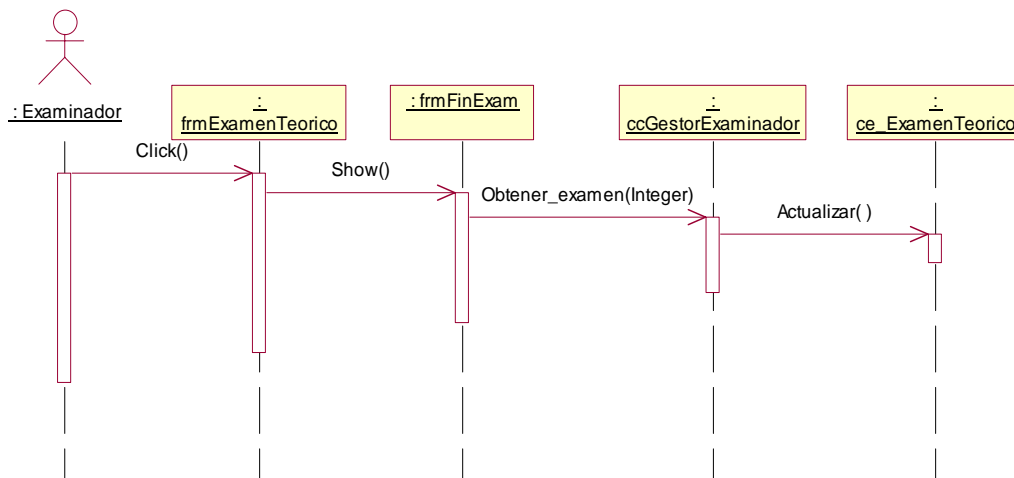 : Examinador
:
frmExamenTeorico
: frmFinExam
:
ccGestorExaminador
:
ce_ExamenTeorico
Click()
Show()
Obtener_examen(Integer)
Actualizar( )